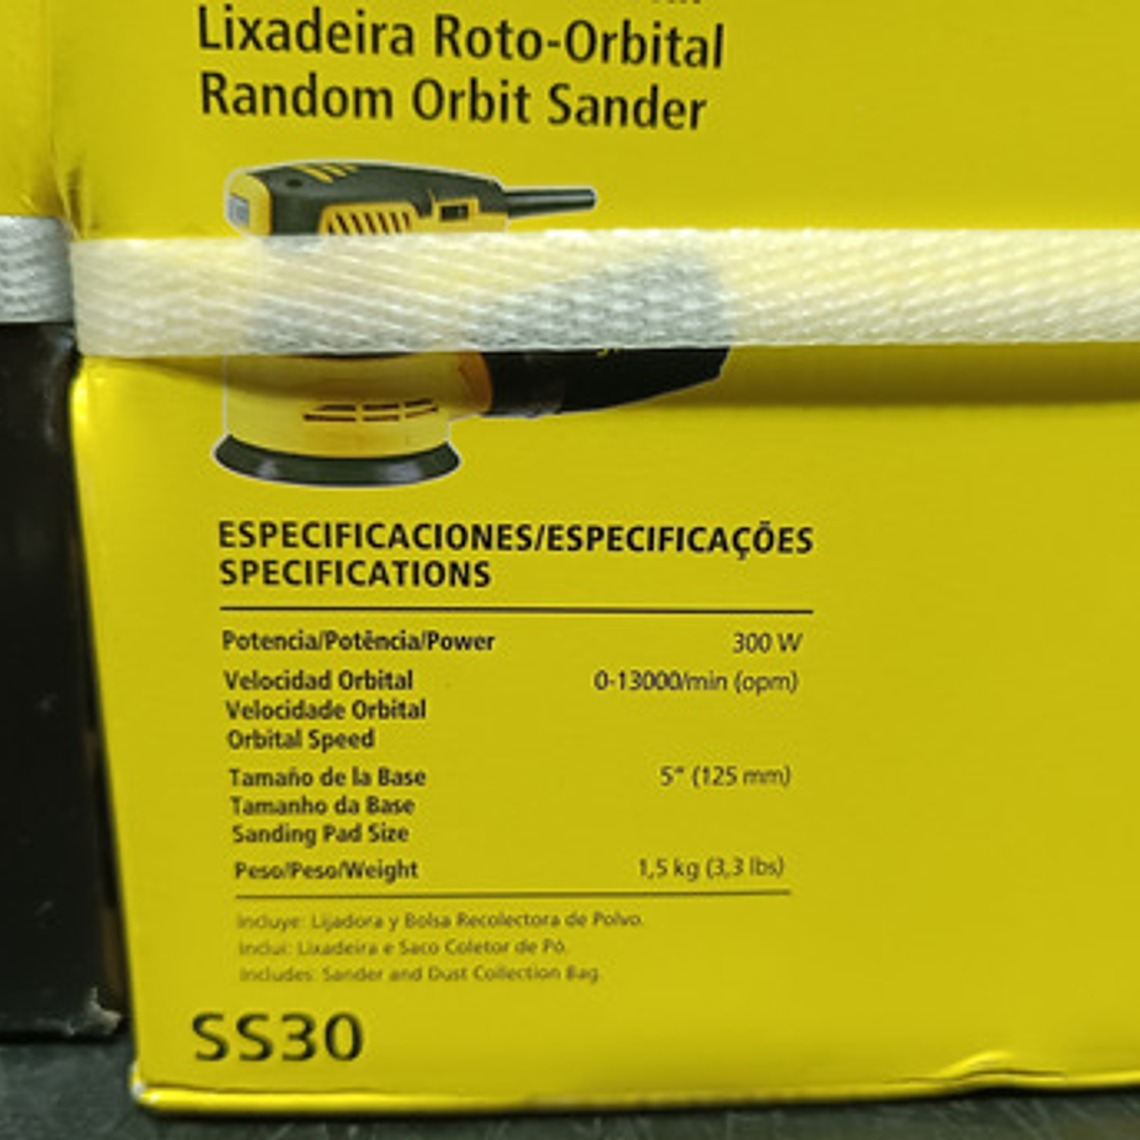 Lixadeira Roto-Orbital
Random Orbit Sander
ESPECIFICACIONES/ESPECIFICAÇÕES
SPECIFICATIONS
Potencia/Potência/Power 300 W
Velocidad Orbital 0-13000/min (opm)
Velocidade Orbital
Orbital Speed
Tamaño de la Base 5" (125 mm)
Tamanho da Base
Sanding Pad Size
Peso/Peso/Weight 1,5 kg (3,3 lbs)
Incluye: Lijadora y Bolsa Recolectora de Polvo.
Inclui: Lixadeira e Saco Coletor de Pó.
Includes: Sander and Dust Collection Bag.
SS30